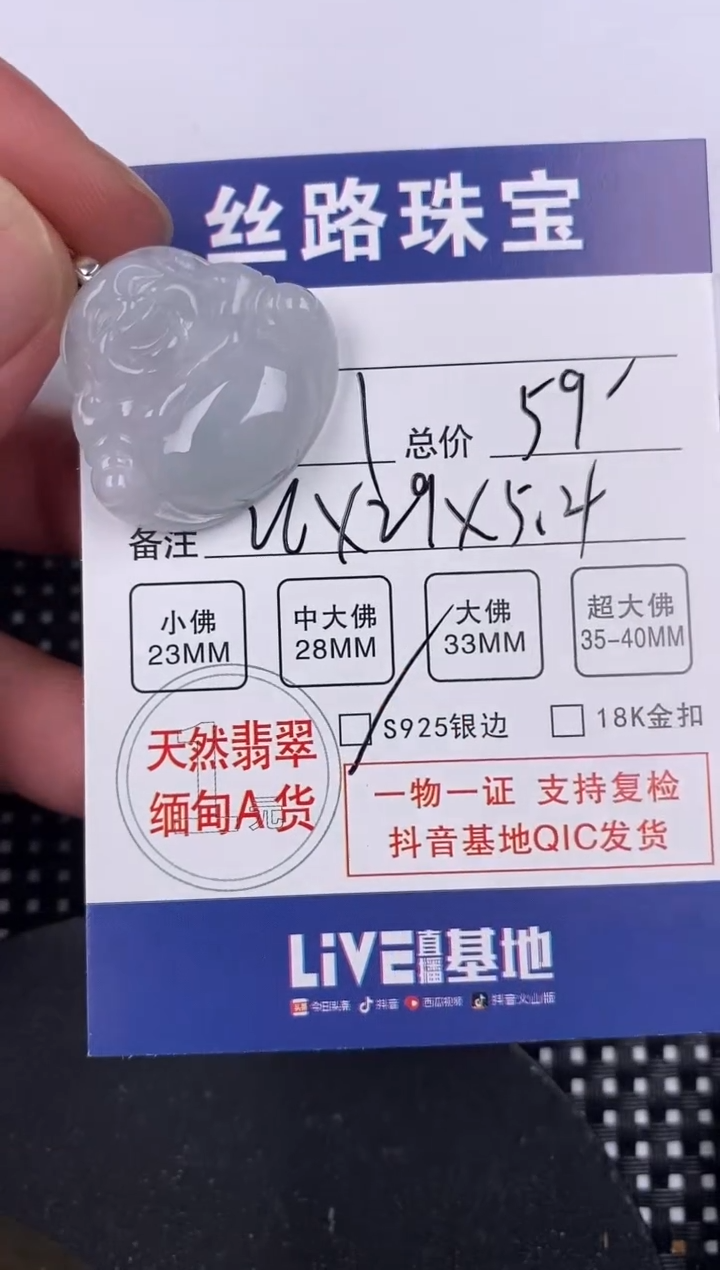 丝路珠宝
1 总价 59
备注 26X29X5.4
小佛 中大佛 大佛 超大佛
23MM 28MM 33MM 35-40MM
S925银边 18K金扣
天然翡翠
缅甸A货
一物一证 支持复检
抖音基地QIC发货
LiVE直播基地
头条 今日头条 抖音 西瓜视频 抖音火山版